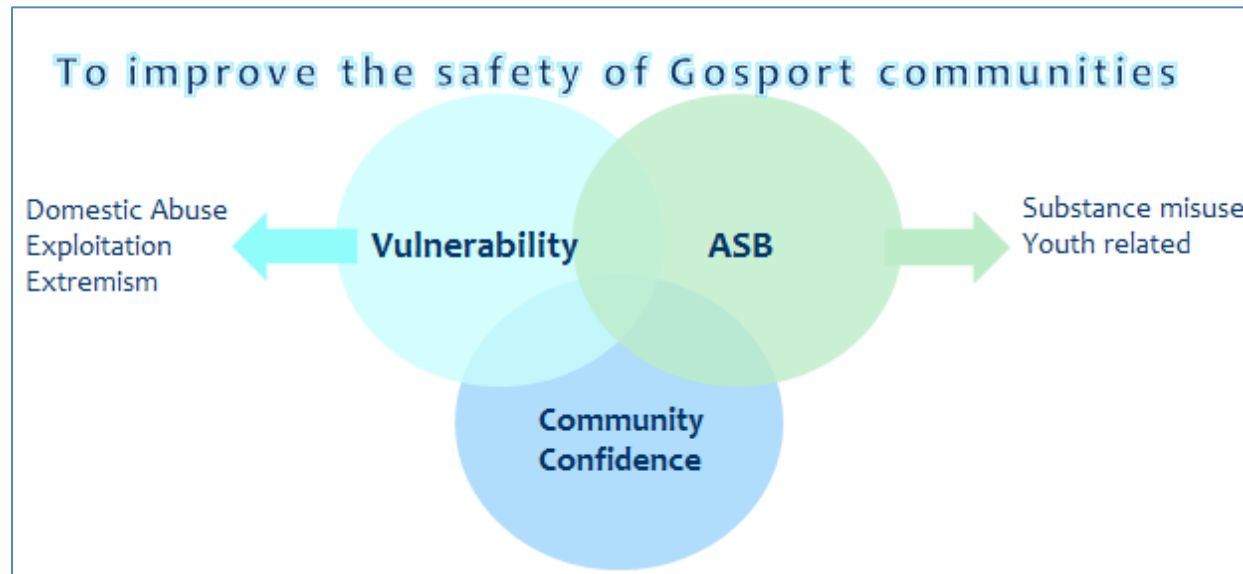 To improve the safety of Gosport communities
Domestic Abuse
Exploitation
Extremism
Vulnerability
ASB
Substance misuse
Youth related
Community
Confidence